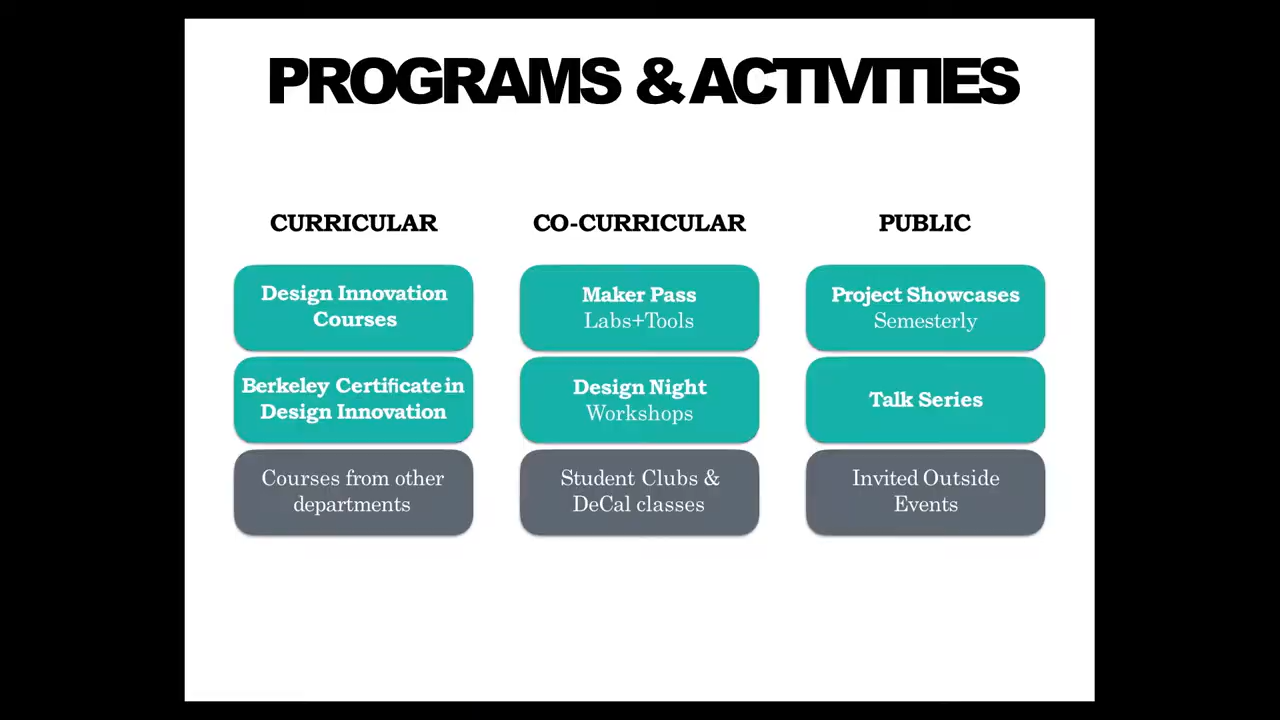 PROGRAMS & ACTIVITIES
CURRICULAR
Design Innovation
Courses
Berkeley Certificate in
Design Innovation
Courses from other
departments
CO-CURRICULAR
Maker Pass
Labs+Tools
Design Night
Workshops
Student Clubs &
DeCal classes
PUBLIC
Project Showcases
Semesterly
Talk Series
Invited Outside
Events